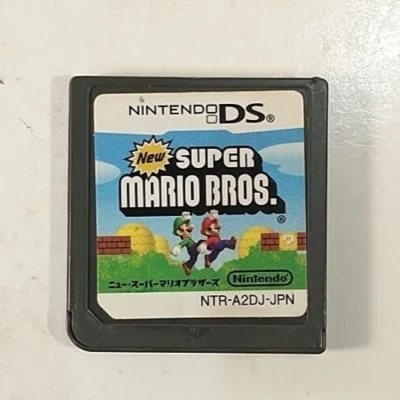 NINTENDO DS®
New SUPER
MARIO BROS.®
?
ニュー・スーパーマリオブラザーズ
Nintendo
NTR-A2DJ-JPN